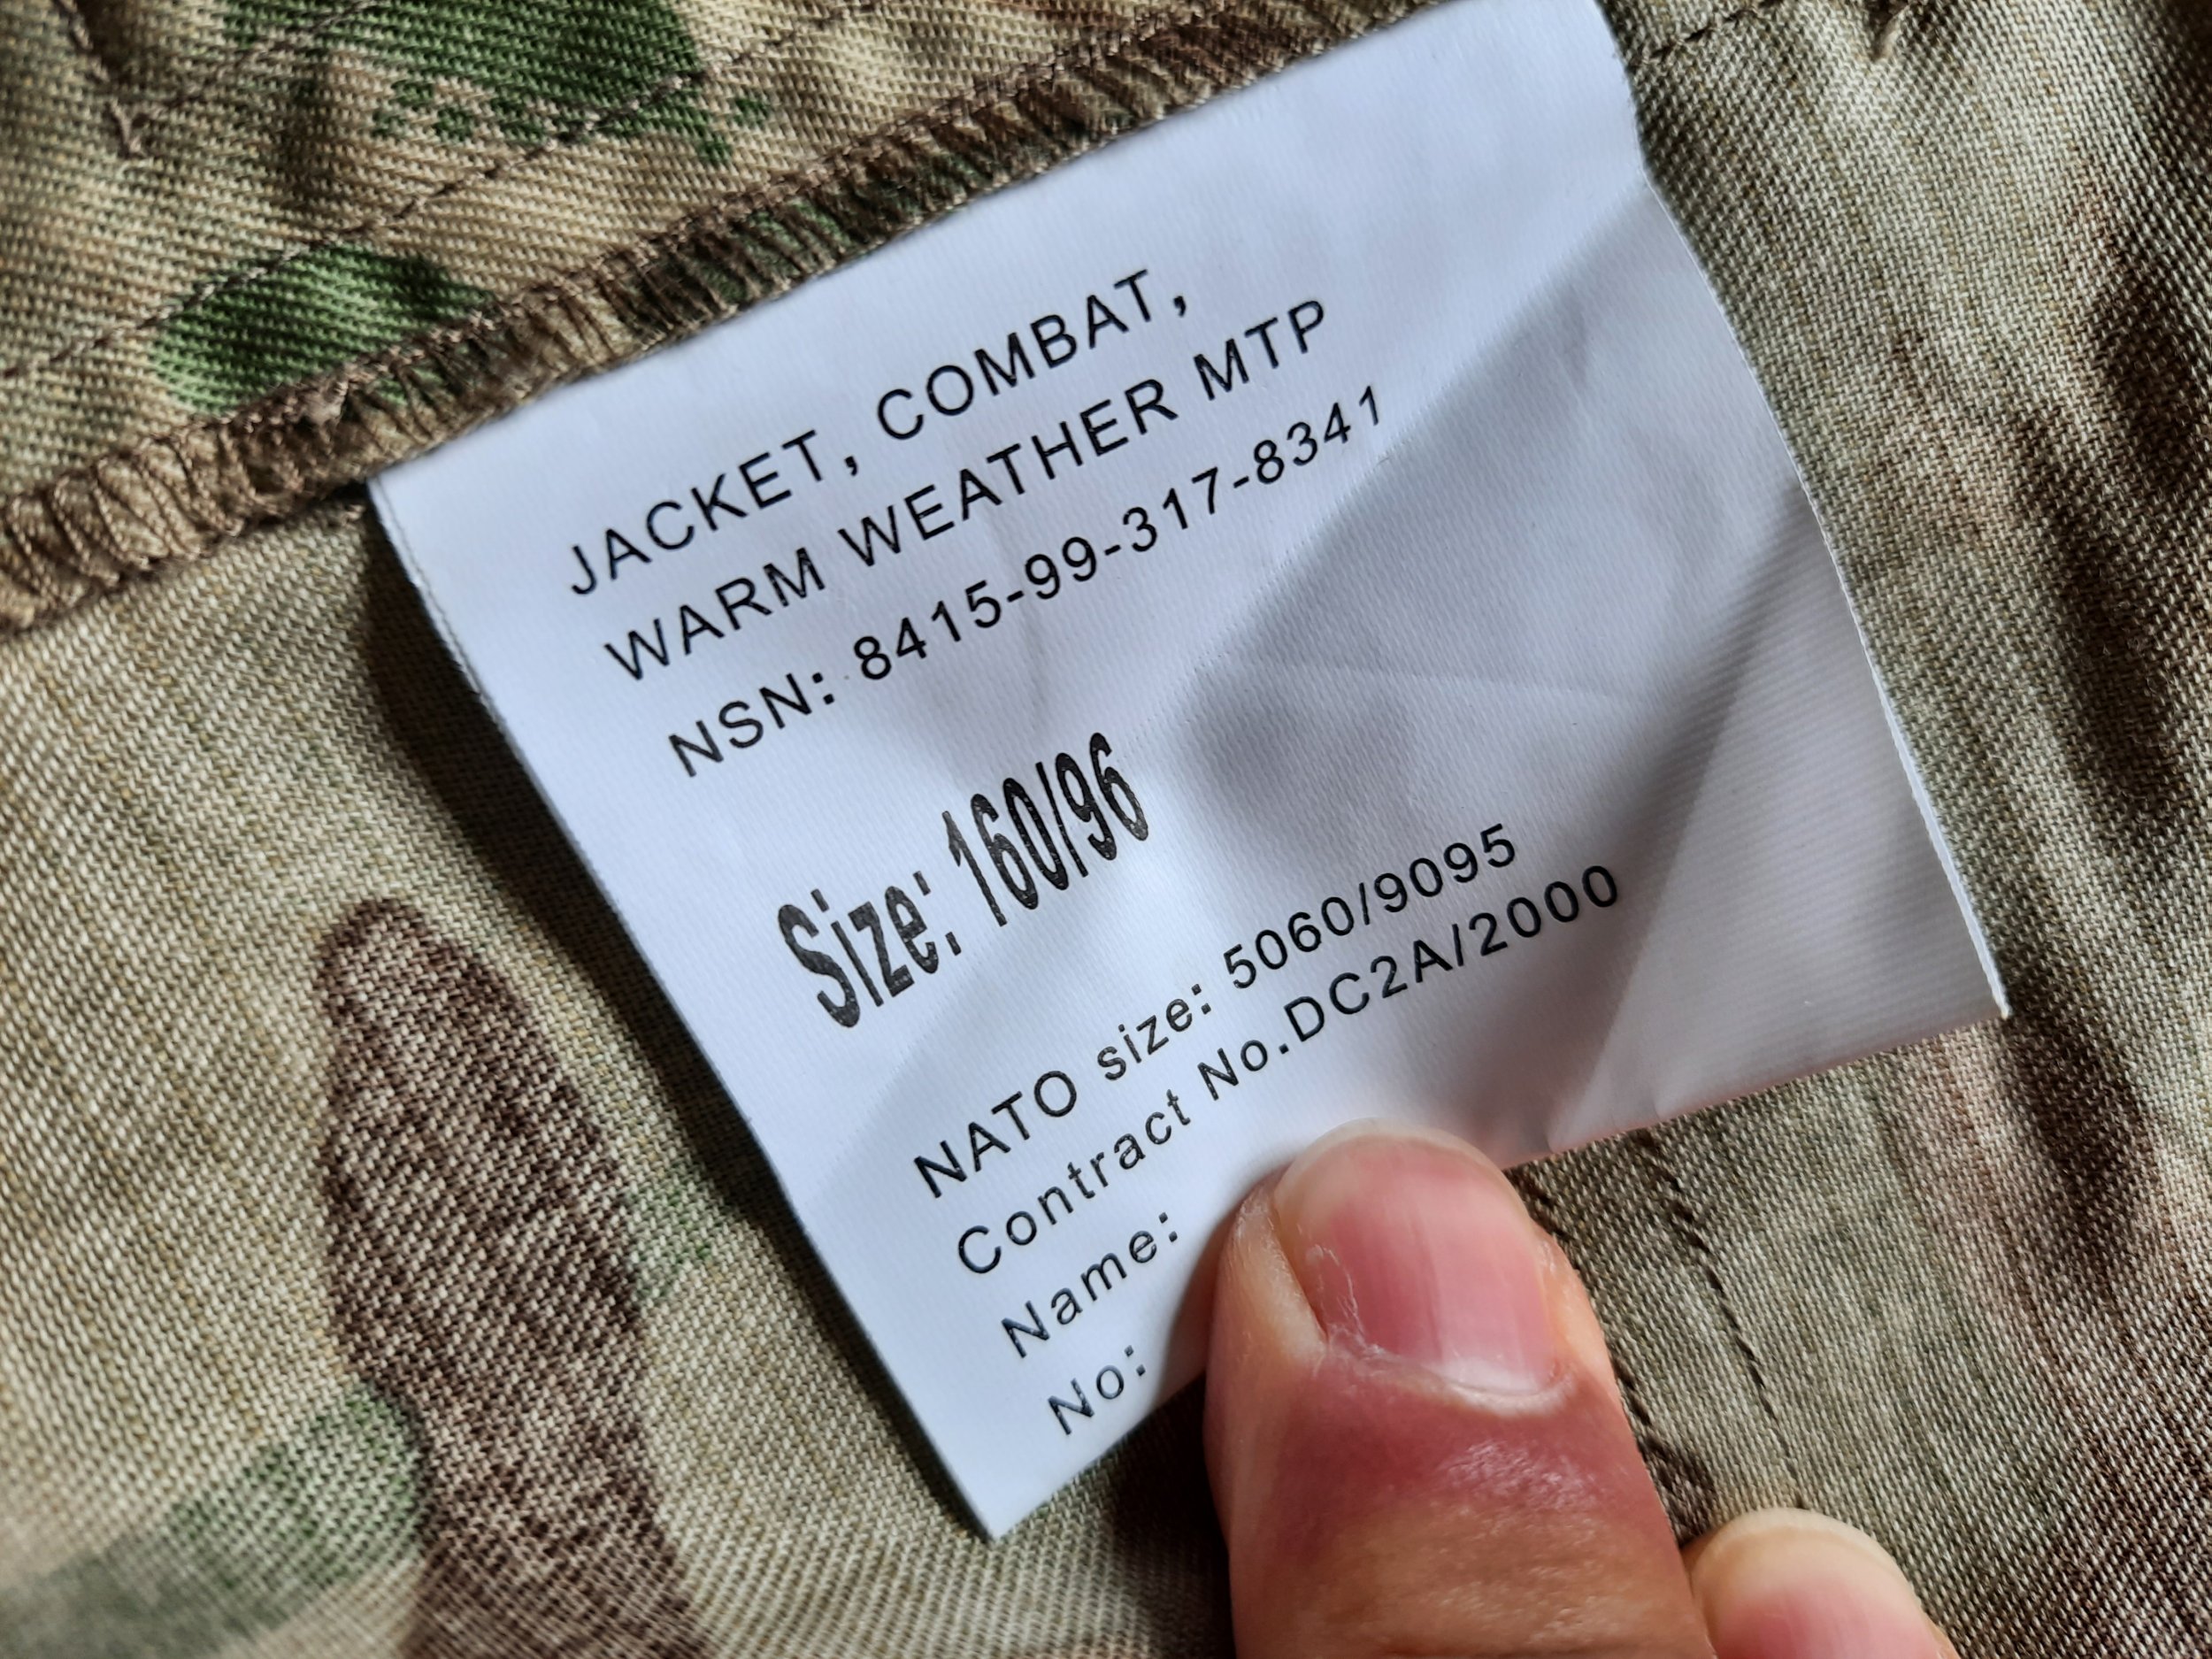 JACKET, COMBAT,
WARM WEATHER MTP
NSN: 8415-99-317-8341
Size: 160/96
NATO size: 5060/9095
Contract No.DC2A/2000
Name:
No: